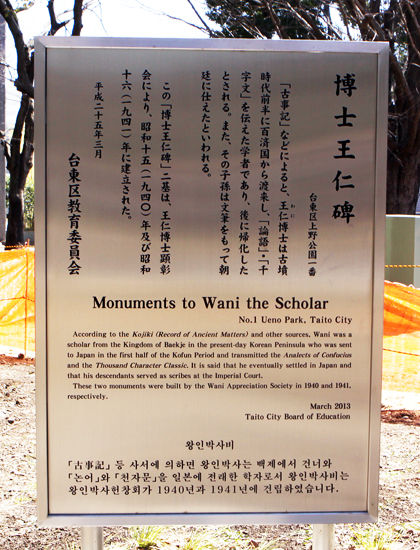 博士王仁碑
台東区上野公園一番
「古事記」などによると、王仁博士は古墳
時代前半に百済国から渡来し、「論語」・「千
字文」を伝えた学者であり、後に帰化した
とされる。また、その子孫は文筆をもって朝
廷に仕えたといわれる。
この「博士王仁碑」二基は、王仁博士顕彰
会により、昭和十五（一九四〇）年及び昭和
十六（一九四一）年に建立された。
平成二十五年三月
台東区教育委員会
Monuments to Wani the Scholar
No.1 Ueno Park, Taito City
According to the Kojiki (Record of Ancient Matters) and other sources, Wani was a
scholar from the Kingdom of Baekje in the present-day Korean Peninsula who was sent
to Japan in the first half of the Kofun Period and transmitted the Analects of Confucius
and the Thousand Character Classic. It is said that he eventually settled in Japan and
that his descendants served as scribes at the Imperial Court.
These two monuments were built by the Wani Appreciation Society in 1940 and 1941,
respectively.
March 2013
Taito City Board of Education
왕인박사비
「古事記」등 사서에 의하면 왕인박사는 백제에서 건너와
「논어」와「천자문」을 일본에 전래한 학자로서 왕인박사비는
왕인박사현창회가 1940년과 1941년에 건립하였습니다.